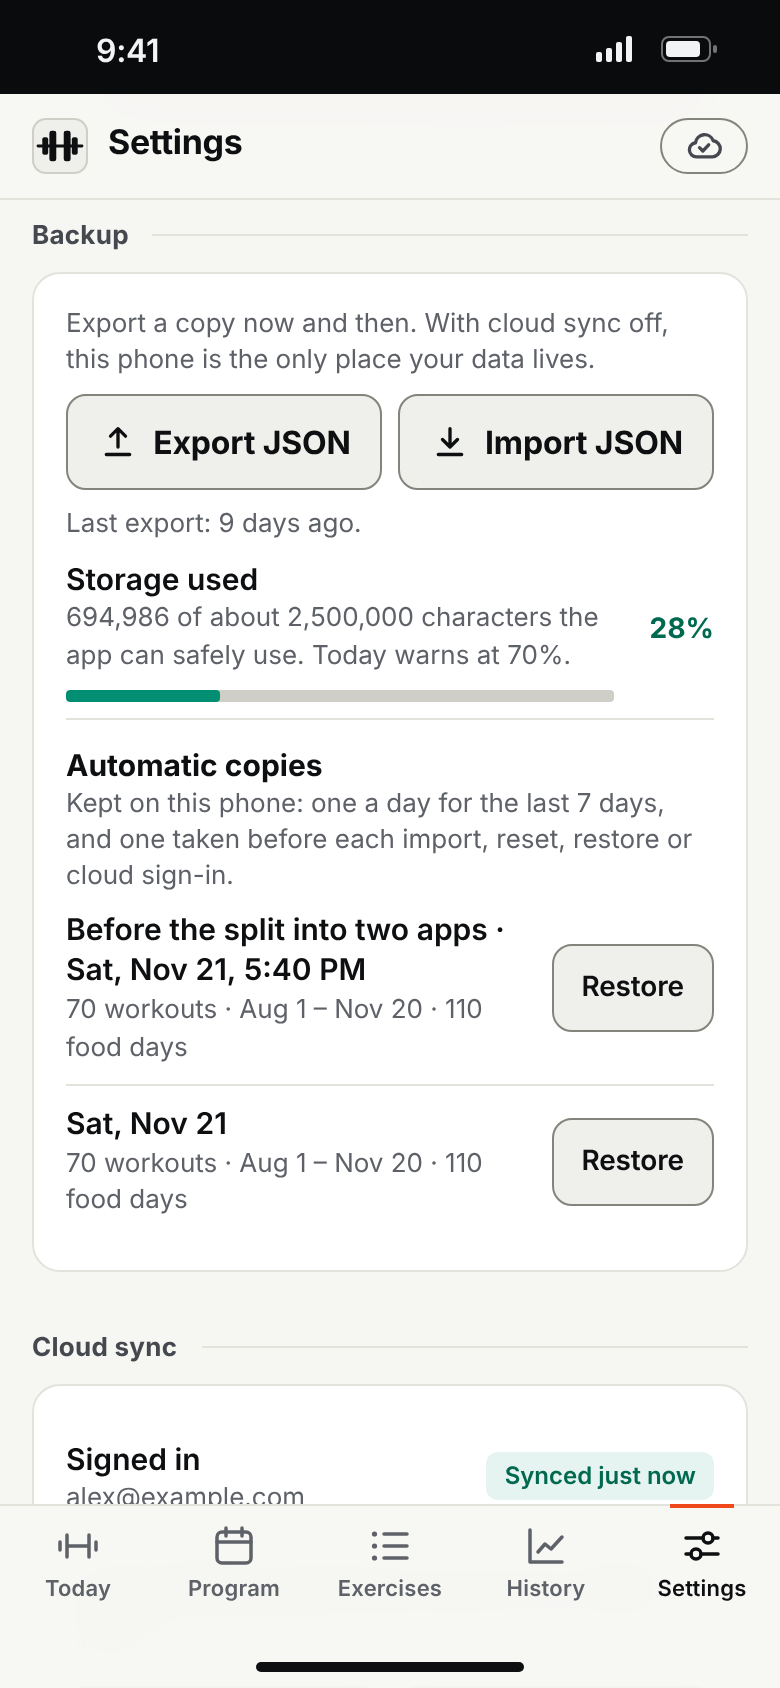 9:41
Settings
Backup
Export a copy now and then. With cloud sync off,
this phone is the only place your data lives.
Export JSON
Import JSON
Last export: 9 days ago.
Storage used
694,986 of about 2,500,000 characters the
app can safely use. Today warns at 70%.
28%
Automatic copies
Kept on this phone: one a day for the last 7 days,
and one taken before each import, reset, restore or
cloud sign-in.
Before the split into two apps ·
Sat, Nov 21, 5:40 PM
70 workouts · Aug 1 – Nov 20 · 110
food days
Restore
Sat, Nov 21
70 workouts · Aug 1 – Nov 20 · 110
food days
Restore
Cloud sync
Signed in
alex@example.com
Synced just now
Today
Program
Exercises
History
Settings